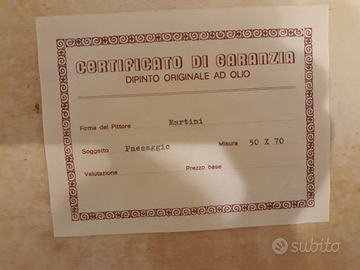 CERTIFICATO DI GARANZIA
DIPINTO ORIGINALE AD OLIO
Firma del Pittore Martini
Soggetto Paesaggio Misura 50 X 70
Valutazione Prezzo base
subito